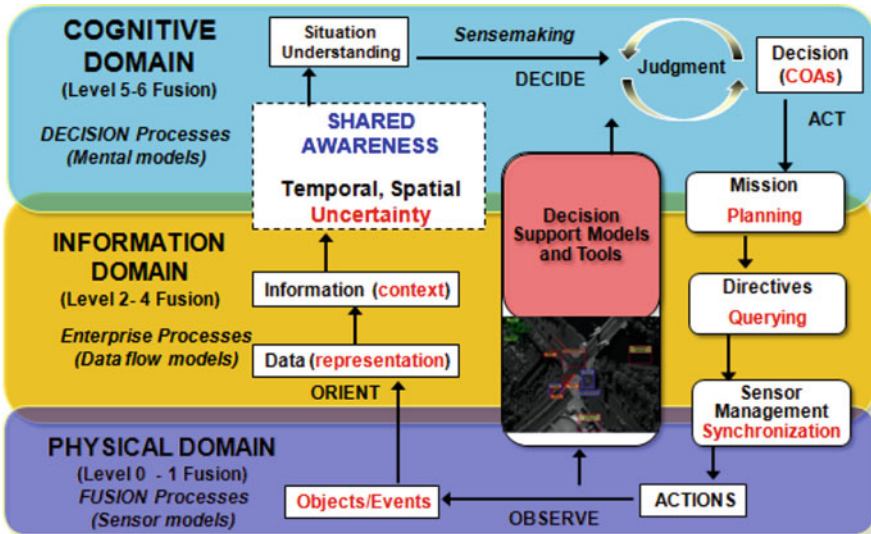 COGNITIVE
DOMAIN
(Level 5-6 Fusion)
DECISION Processes
(Mental models)
Situation
Understanding
Sensemaking
DECIDE
Judgment
Decision
(COAs)
ACT
SHARED
AWARENESS
Temporal, Spatial
Uncertainty
Mission
Planning
INFORMATION
DOMAIN
(Level 2- 4 Fusion)
Enterprise Processes
(Data flow models)
Information (context)
Data (representation)
ORIENT
Decision
Support Models
and Tools
Directives
Querying
Sensor
Management
Synchronization
PHYSICAL DOMAIN
(Level 0 - 1 Fusion)
FUSION Processes
(Sensor models)
Objects/Events
OBSERVE
ACTIONS